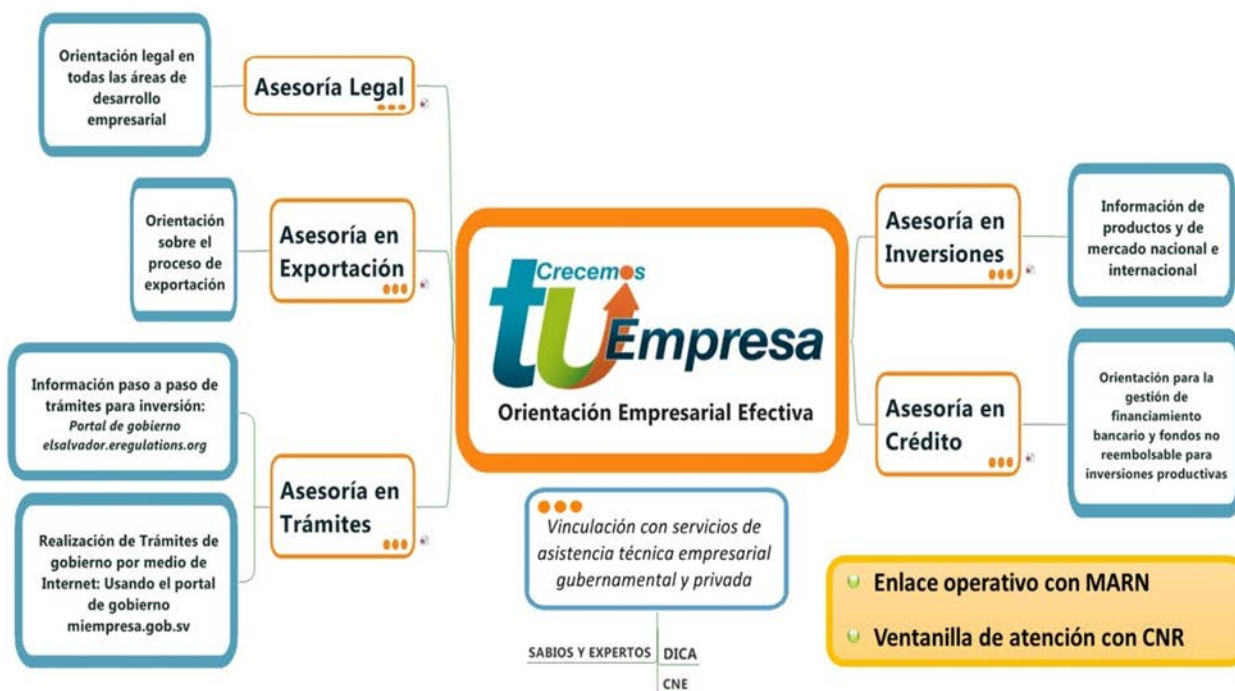 Orientación legal en
todas las áreas de
desarrollo
empresarial
Asesoría Legal
Orientación
sobre el
proceso de
exportación
Asesoría en
Exportación
Información paso a paso de
trámites para inversión:
Portal de gobierno
elsalvador.eregulations.org
Realización de Trámites de
gobierno por medio de
Internet: Usando el portal
de gobierno
miempresa.gob.sv
Asesoría en
Trámites
Crecemos
tu Empresa
Orientación Empresarial Efectiva
Vinculación con servicios de
asistencia técnica empresarial
gubernamental y privada
SABIOS Y EXPERTOS
DICA
CNE
Asesoría en
Inversiones
Información de
productos y de
mercado nacional e
internacional
Asesoría en
Crédito
Orientación para la
gestión de
financiamiento
bancario y fondos no
reembolsable para
inversiones productivas
Enlace operativo con MARN
Ventanilla de atención con CNR